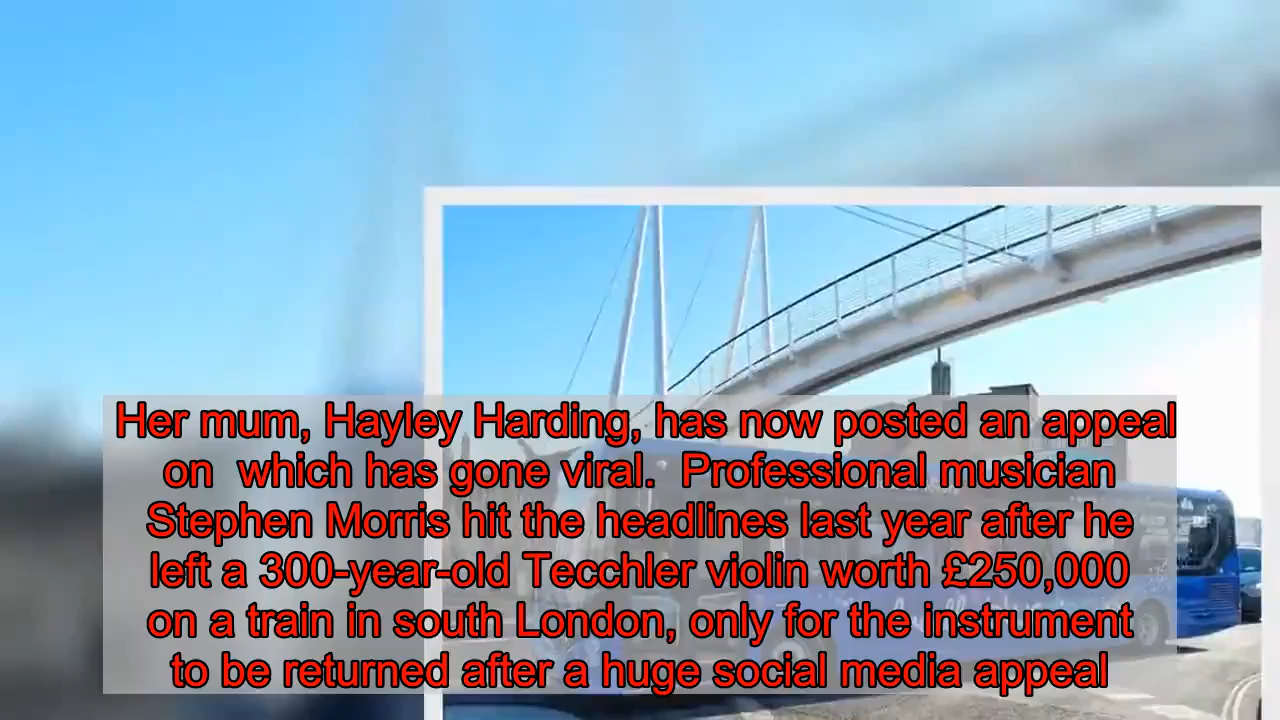 Her mum, Hayley Harding, has now posted an appeal
on  which has gone viral.  Professional musician
Stephen Morris hit the headlines last year after he
left a 300-year-old Tecchler violin worth £250,000
on a train in south London, only for the instrument
to be returned after a huge social media appeal